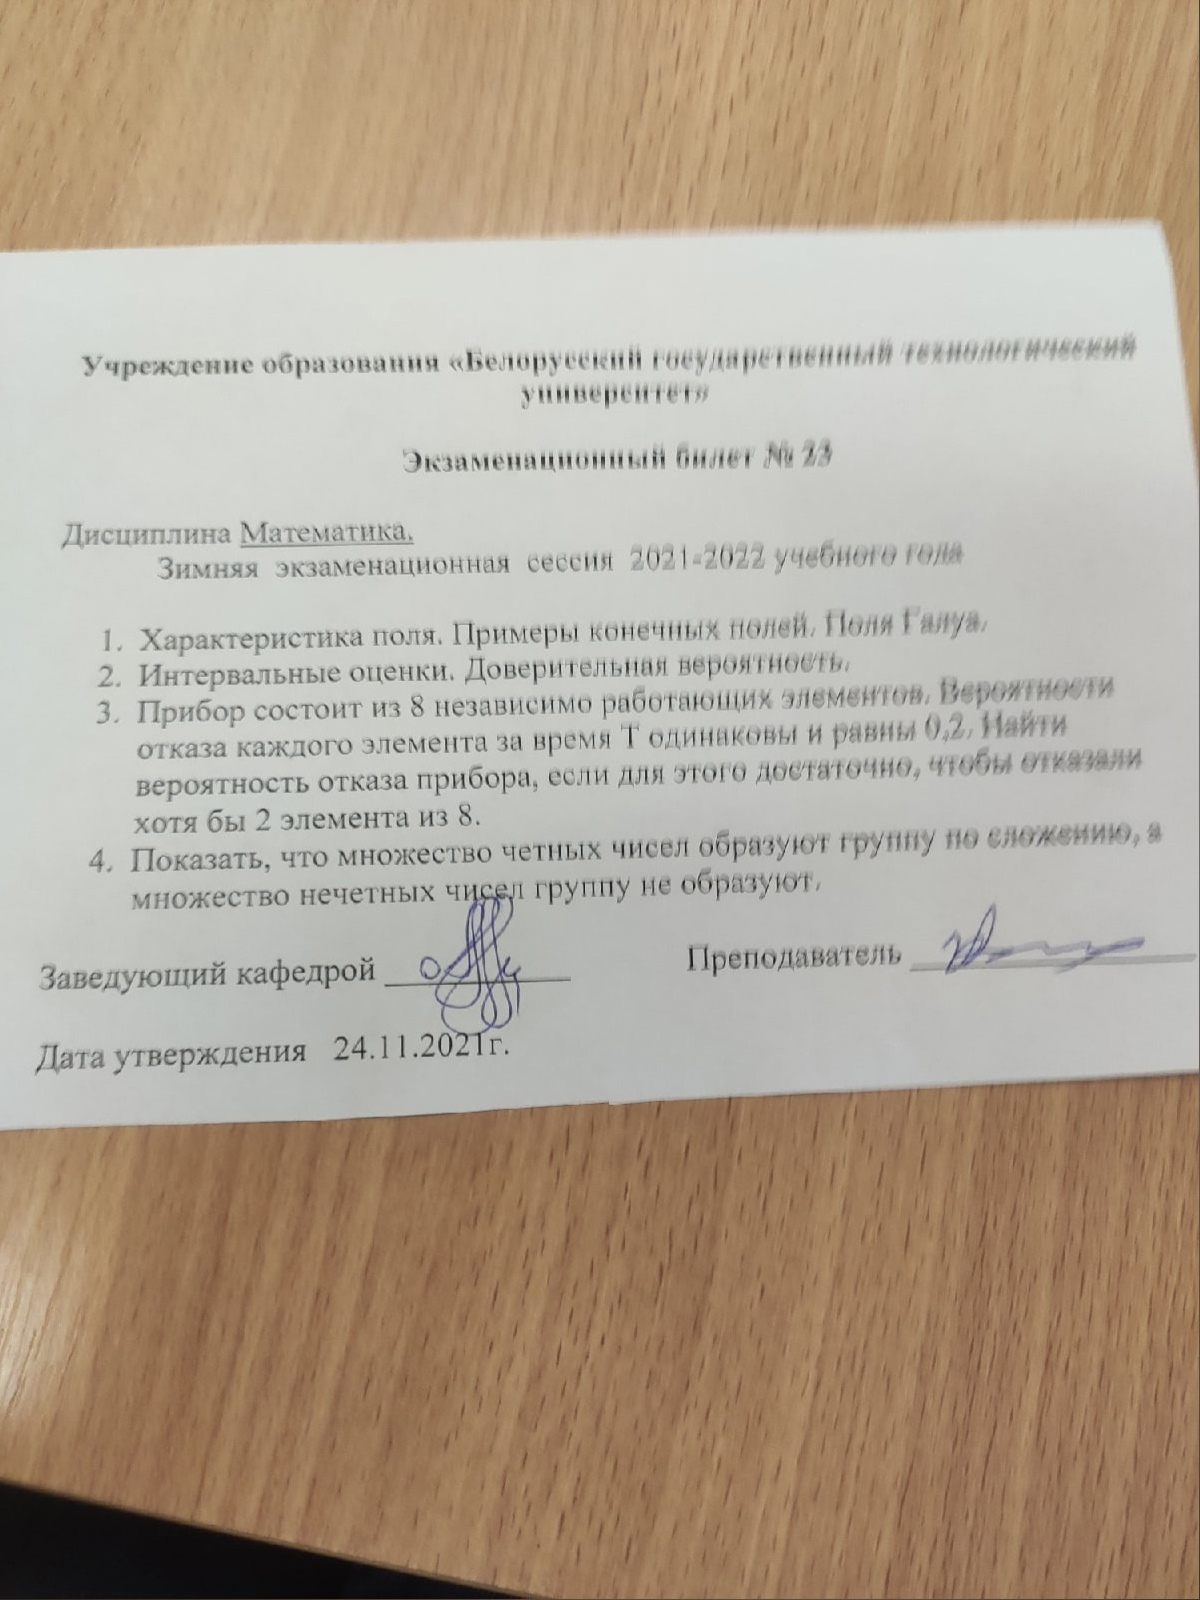 Учреждение образования «Белорусский государственный технологический
университет»
Экзаменационный билет № 23
Дисциплина Математика.
Зимняя экзаменационная сессия 2021-2022 учебного года
1. Характеристика поля. Примеры конечных полей. Поля Галуа.
2. Интервальные оценки. Доверительная вероятность.
3. Прибор состоит из 8 независимо работающих элементов. Вероятности
отказа каждого элемента за время Т одинаковы и равны 0,2. Найти
вероятность отказа прибора, если для этого достаточно, чтобы отказали
хотя бы 2 элемента из 8.
4. Показать, что множество четных чисел образуют группу по сложению, а
множество нечетных чисел группу не образуют.
Заведующий кафедрой Преподаватель
Дата утверждения 24.11.2021г.